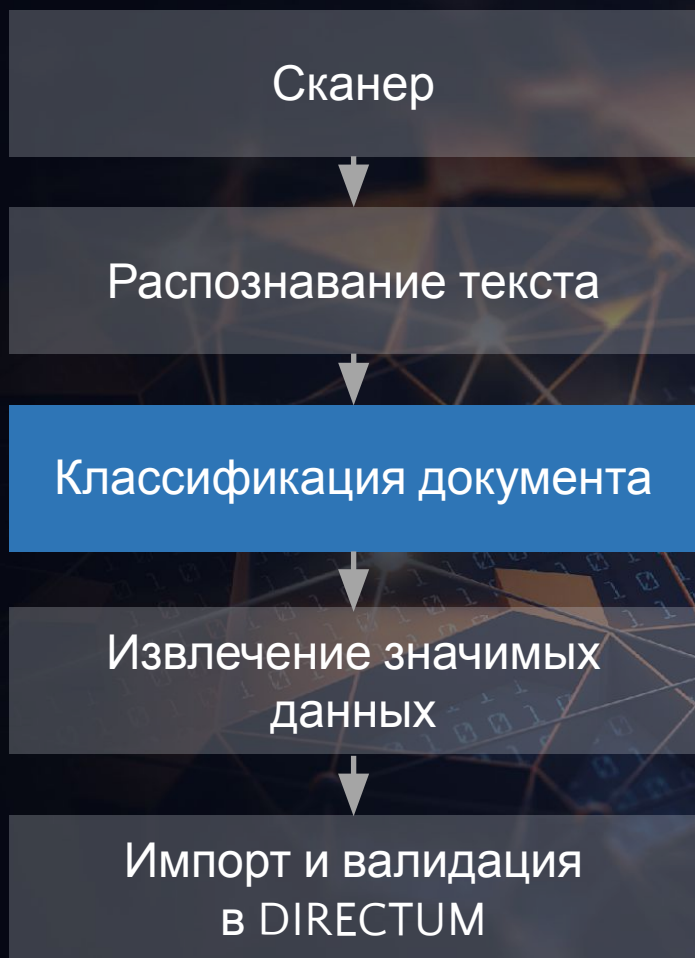 Сканер
Распознавание текста
Классификация документа
Извлечение значимых
данных
Импорт и валидация
в DIRECTUM